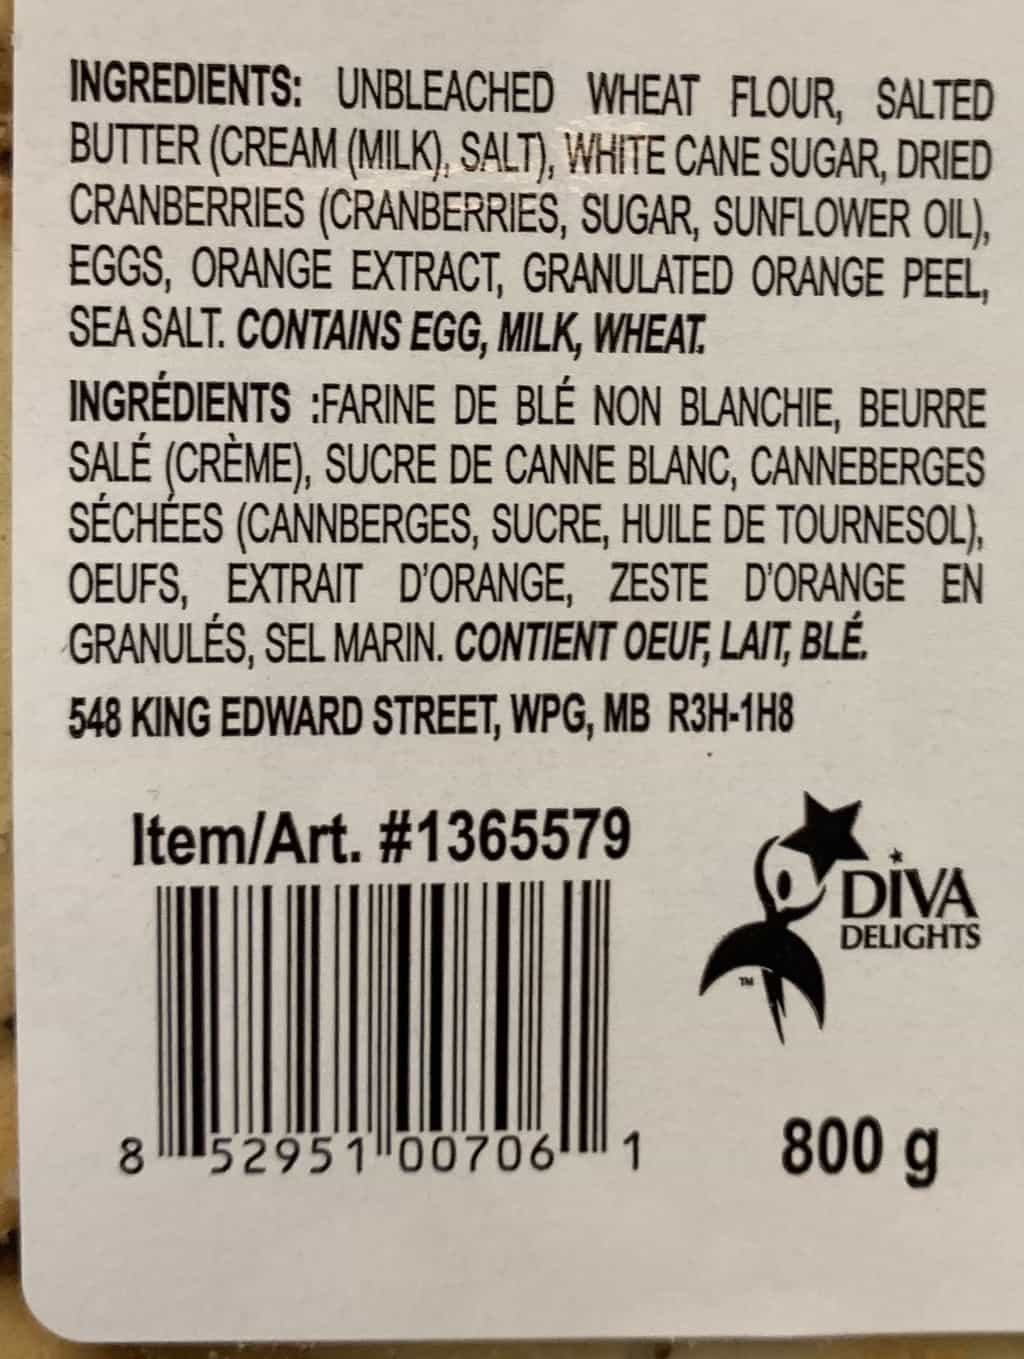 INGREDIENTS: UNBLEACHED WHEAT FLOUR, SALTED
BUTTER (CREAM (MILK), SALT), WHITE CANE SUGAR, DRIED
CRANBERRIES (CRANBERRIES, SUGAR, SUNFLOWER OIL),
EGGS, ORANGE EXTRACT, GRANULATED ORANGE PEEL,
SEA SALT. CONTAINS EGG, MILK, WHEAT.
INGRÉDIENTS :FARINE DE BLÉ NON BLANCHIE, BEURRE
SALÉ (CRÈME), SUCRE DE CANNE BLANC, CANNEBERGES
SÉCHÉES (CANNBERGES, SUCRE, HUILE DE TOURNESOL),
OEUFS, EXTRAIT D'ORANGE, ZESTE D'ORANGE EN
GRANULÉS, SEL MARIN. CONTIENT OEUF, LAIT, BLÉ.
548 KING EDWARD STREET, WPG, MB R3H-1H8
Item/Art. #1365579
DIVA
DELIGHTS
TM
8 52951 00706 1
800 g